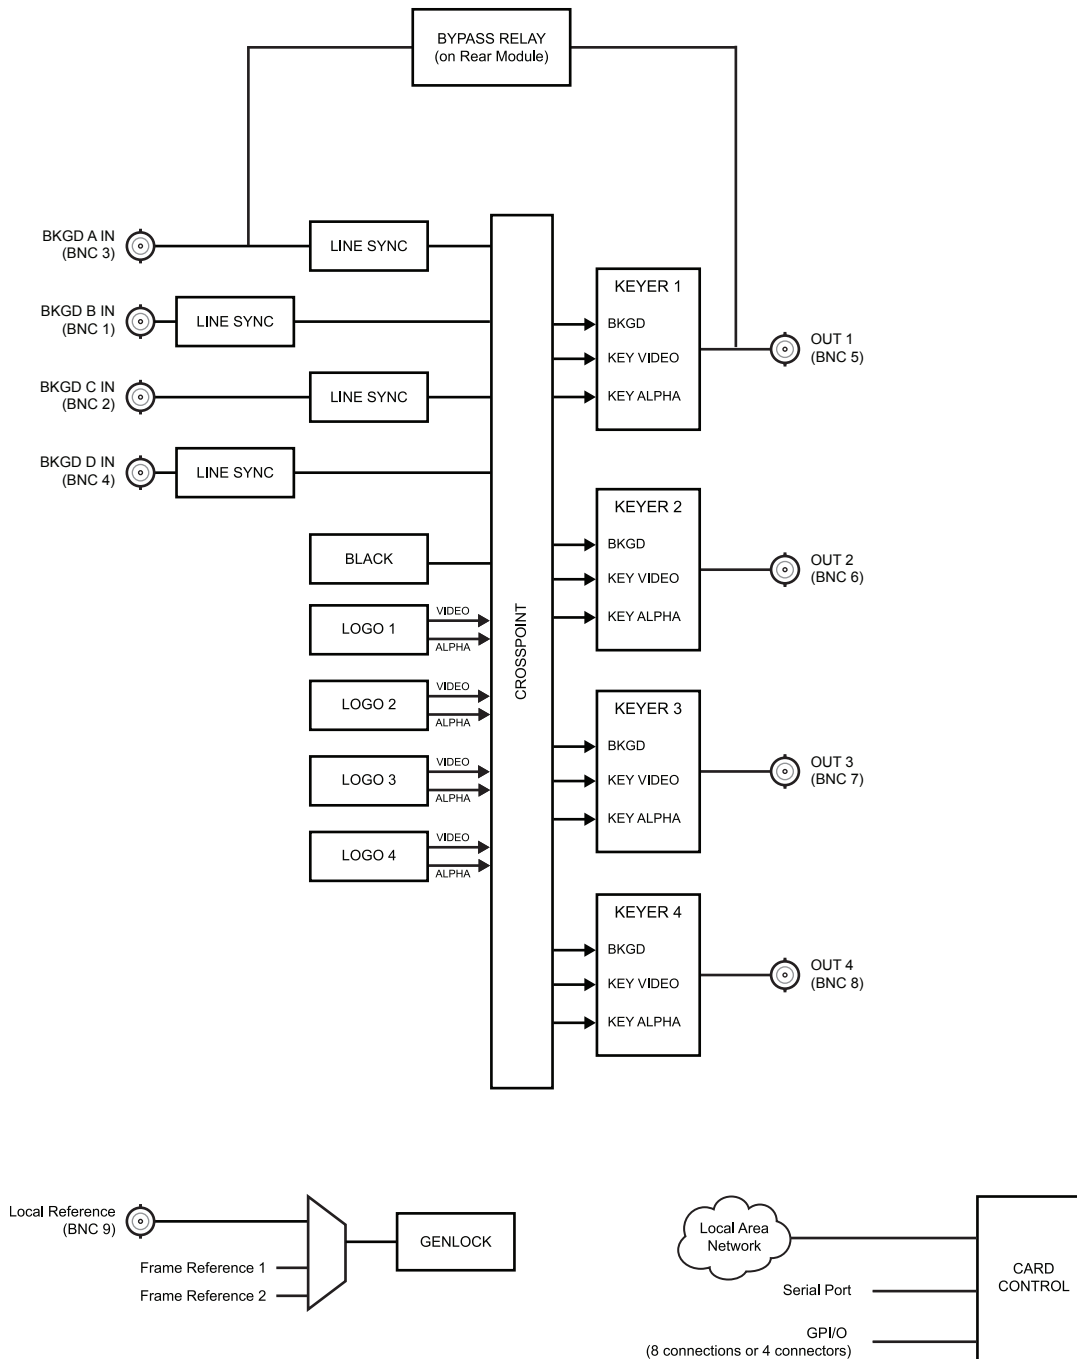 BYPASS RELAY
(on Rear Module)
BKGD A IN
(BNC 3)
LINE SYNC
BKGD B IN
(BNC 1)
LINE SYNC
BKGD C IN
(BNC 2)
LINE SYNC
BKGD D IN
(BNC 4)
LINE SYNC
BLACK
LOGO 1
VIDEO
ALPHA
LOGO 2
VIDEO
ALPHA
LOGO 3
VIDEO
ALPHA
LOGO 4
VIDEO
ALPHA
CROSSPOINT
KEYER 1
BKGD
KEY VIDEO
KEY ALPHA
OUT 1
(BNC 5)
KEYER 2
BKGD
KEY VIDEO
KEY ALPHA
OUT 2
(BNC 6)
KEYER 3
BKGD
KEY VIDEO
KEY ALPHA
OUT 3
(BNC 7)
KEYER 4
BKGD
KEY VIDEO
KEY ALPHA
OUT 4
(BNC 8)
Local Reference
(BNC 9)
Frame Reference 1
Frame Reference 2
GENLOCK
Local Area
Network
Serial Port
GPI/O
(8 connections or 4 connectors)
CARD
CONTROL